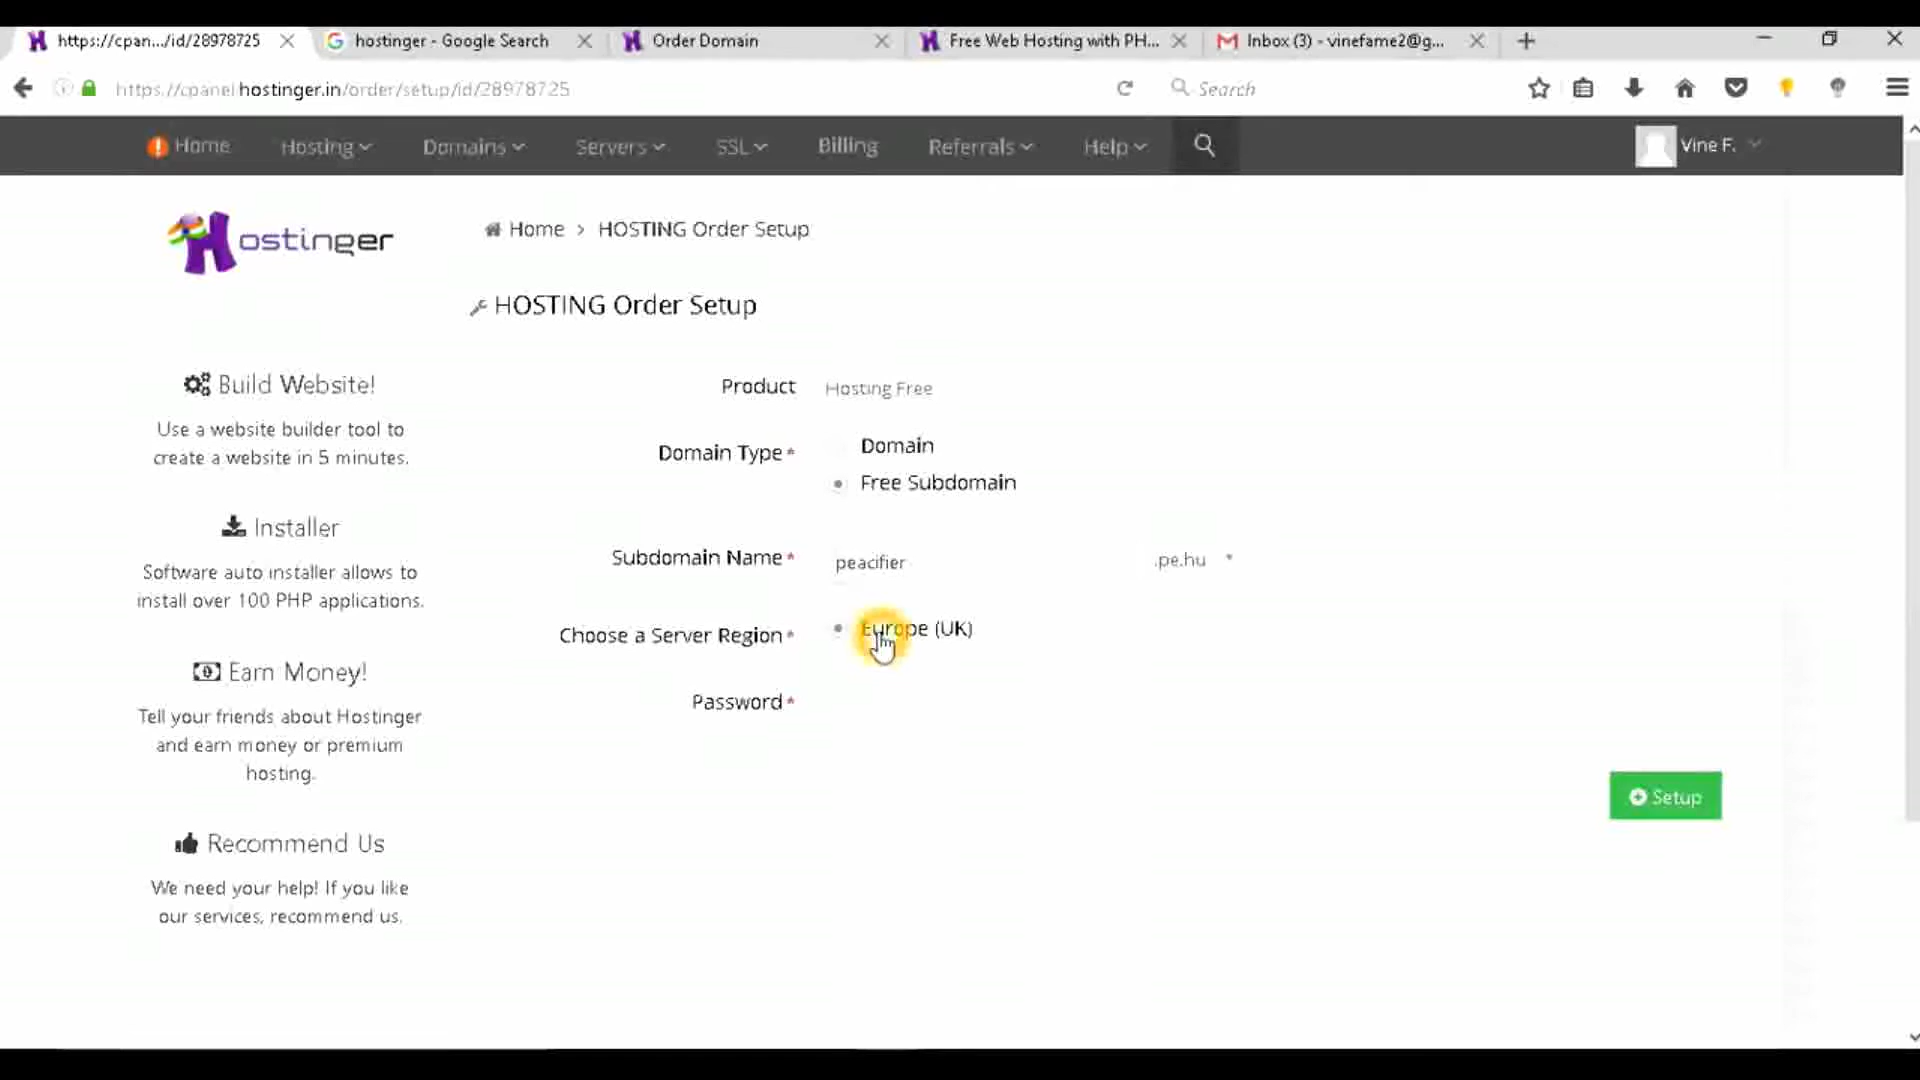 https://cpan.../id/28978725
hostinger - Google Search
Order Domain
Free Web Hosting with PH...
Inbox (3) - vinefame2@g...
https://cpanel.hostinger.in/order/setup/id/28978725
Search
Home
Hosting
Domains
Servers
SSL
Billing
Referrals
Help
Vine F.
Hostinger
Home > HOSTING Order Setup
HOSTING Order Setup
Build Website!
Use a website builder tool to
create a website in 5 minutes.
Installer
Software auto installer allows to
install over 100 PHP applications.
Earn Money!
Tell your friends about Hostinger
and earn money or premium
hosting.
Recommend Us
We need your help! If you like
our services, recommend us.
Product
Hosting Free
Domain Type *
Domain
Free Subdomain
Subdomain Name *
peacifier
.pe.hu
Choose a Server Region *
Europe (UK)
Password *
Setup